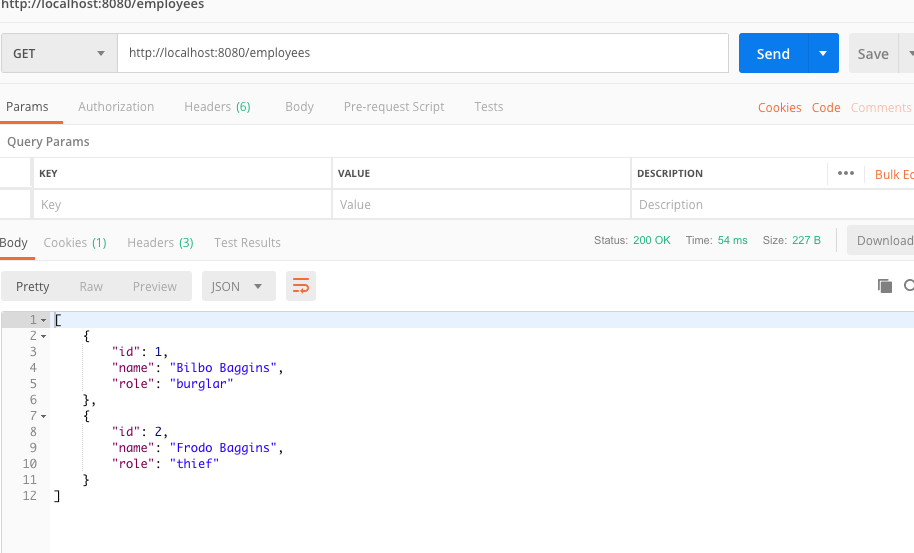 http://localhost:8080/employees
GET http://localhost:8080/employees Send Save
Params Authorization Headers (6) Body Pre-request Script Tests Cookies Code Comments
Query Params
KEY VALUE DESCRIPTION ••• Bulk Ed
Key Value Description
Body Cookies (1) Headers (3) Test Results Status: 200 OK Time: 54 ms Size: 227 B Download
Pretty Raw Preview JSON
1 [
2 {
3 "id": 1,
4 "name": "Bilbo Baggins",
5 "role": "burglar"
6 },
7 {
8 "id": 2,
9 "name": "Frodo Baggins",
10 "role": "thief"
11 }
12 ]